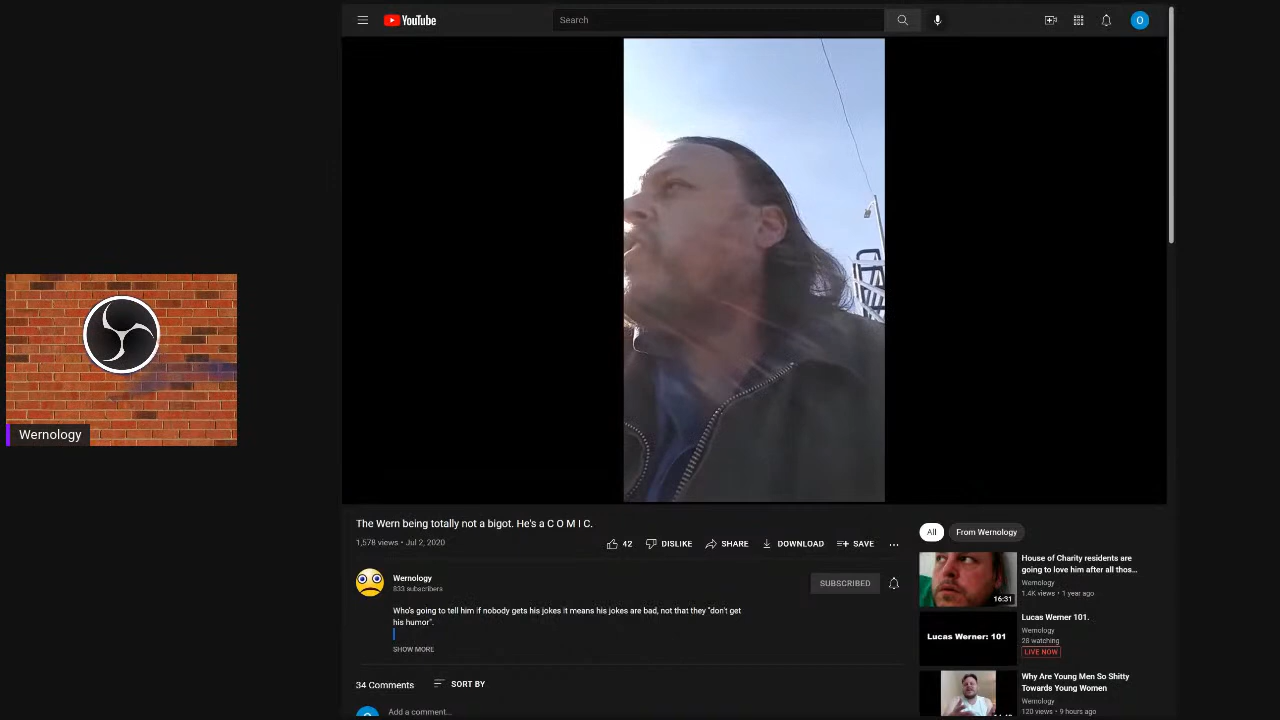 YouTube
Search
O
Wernology
The Wern being totally not a bigot. He's a C O M I C.
1,578 views • Jul 2, 2020
42
DISLIKE
SHARE
DOWNLOAD
SAVE
Wernology
833 subscribers
SUBSCRIBED
Who's going to tell him if nobody gets his jokes it means his jokes are bad, not that they "don't get
his humor".
SHOW MORE
34 Comments
SORT BY
Add a comment...
All
From Wernology
House of Charity residents are
going to love him after all thos...
Wernology
1.4K views • 1 year ago
16:31
Lucas Werner: 101
Lucas Werner 101.
Wernology
28 watching
LIVE NOW
Why Are Young Men So Shitty
Towards Young Women
Wernology
120 views • 9 hours ago